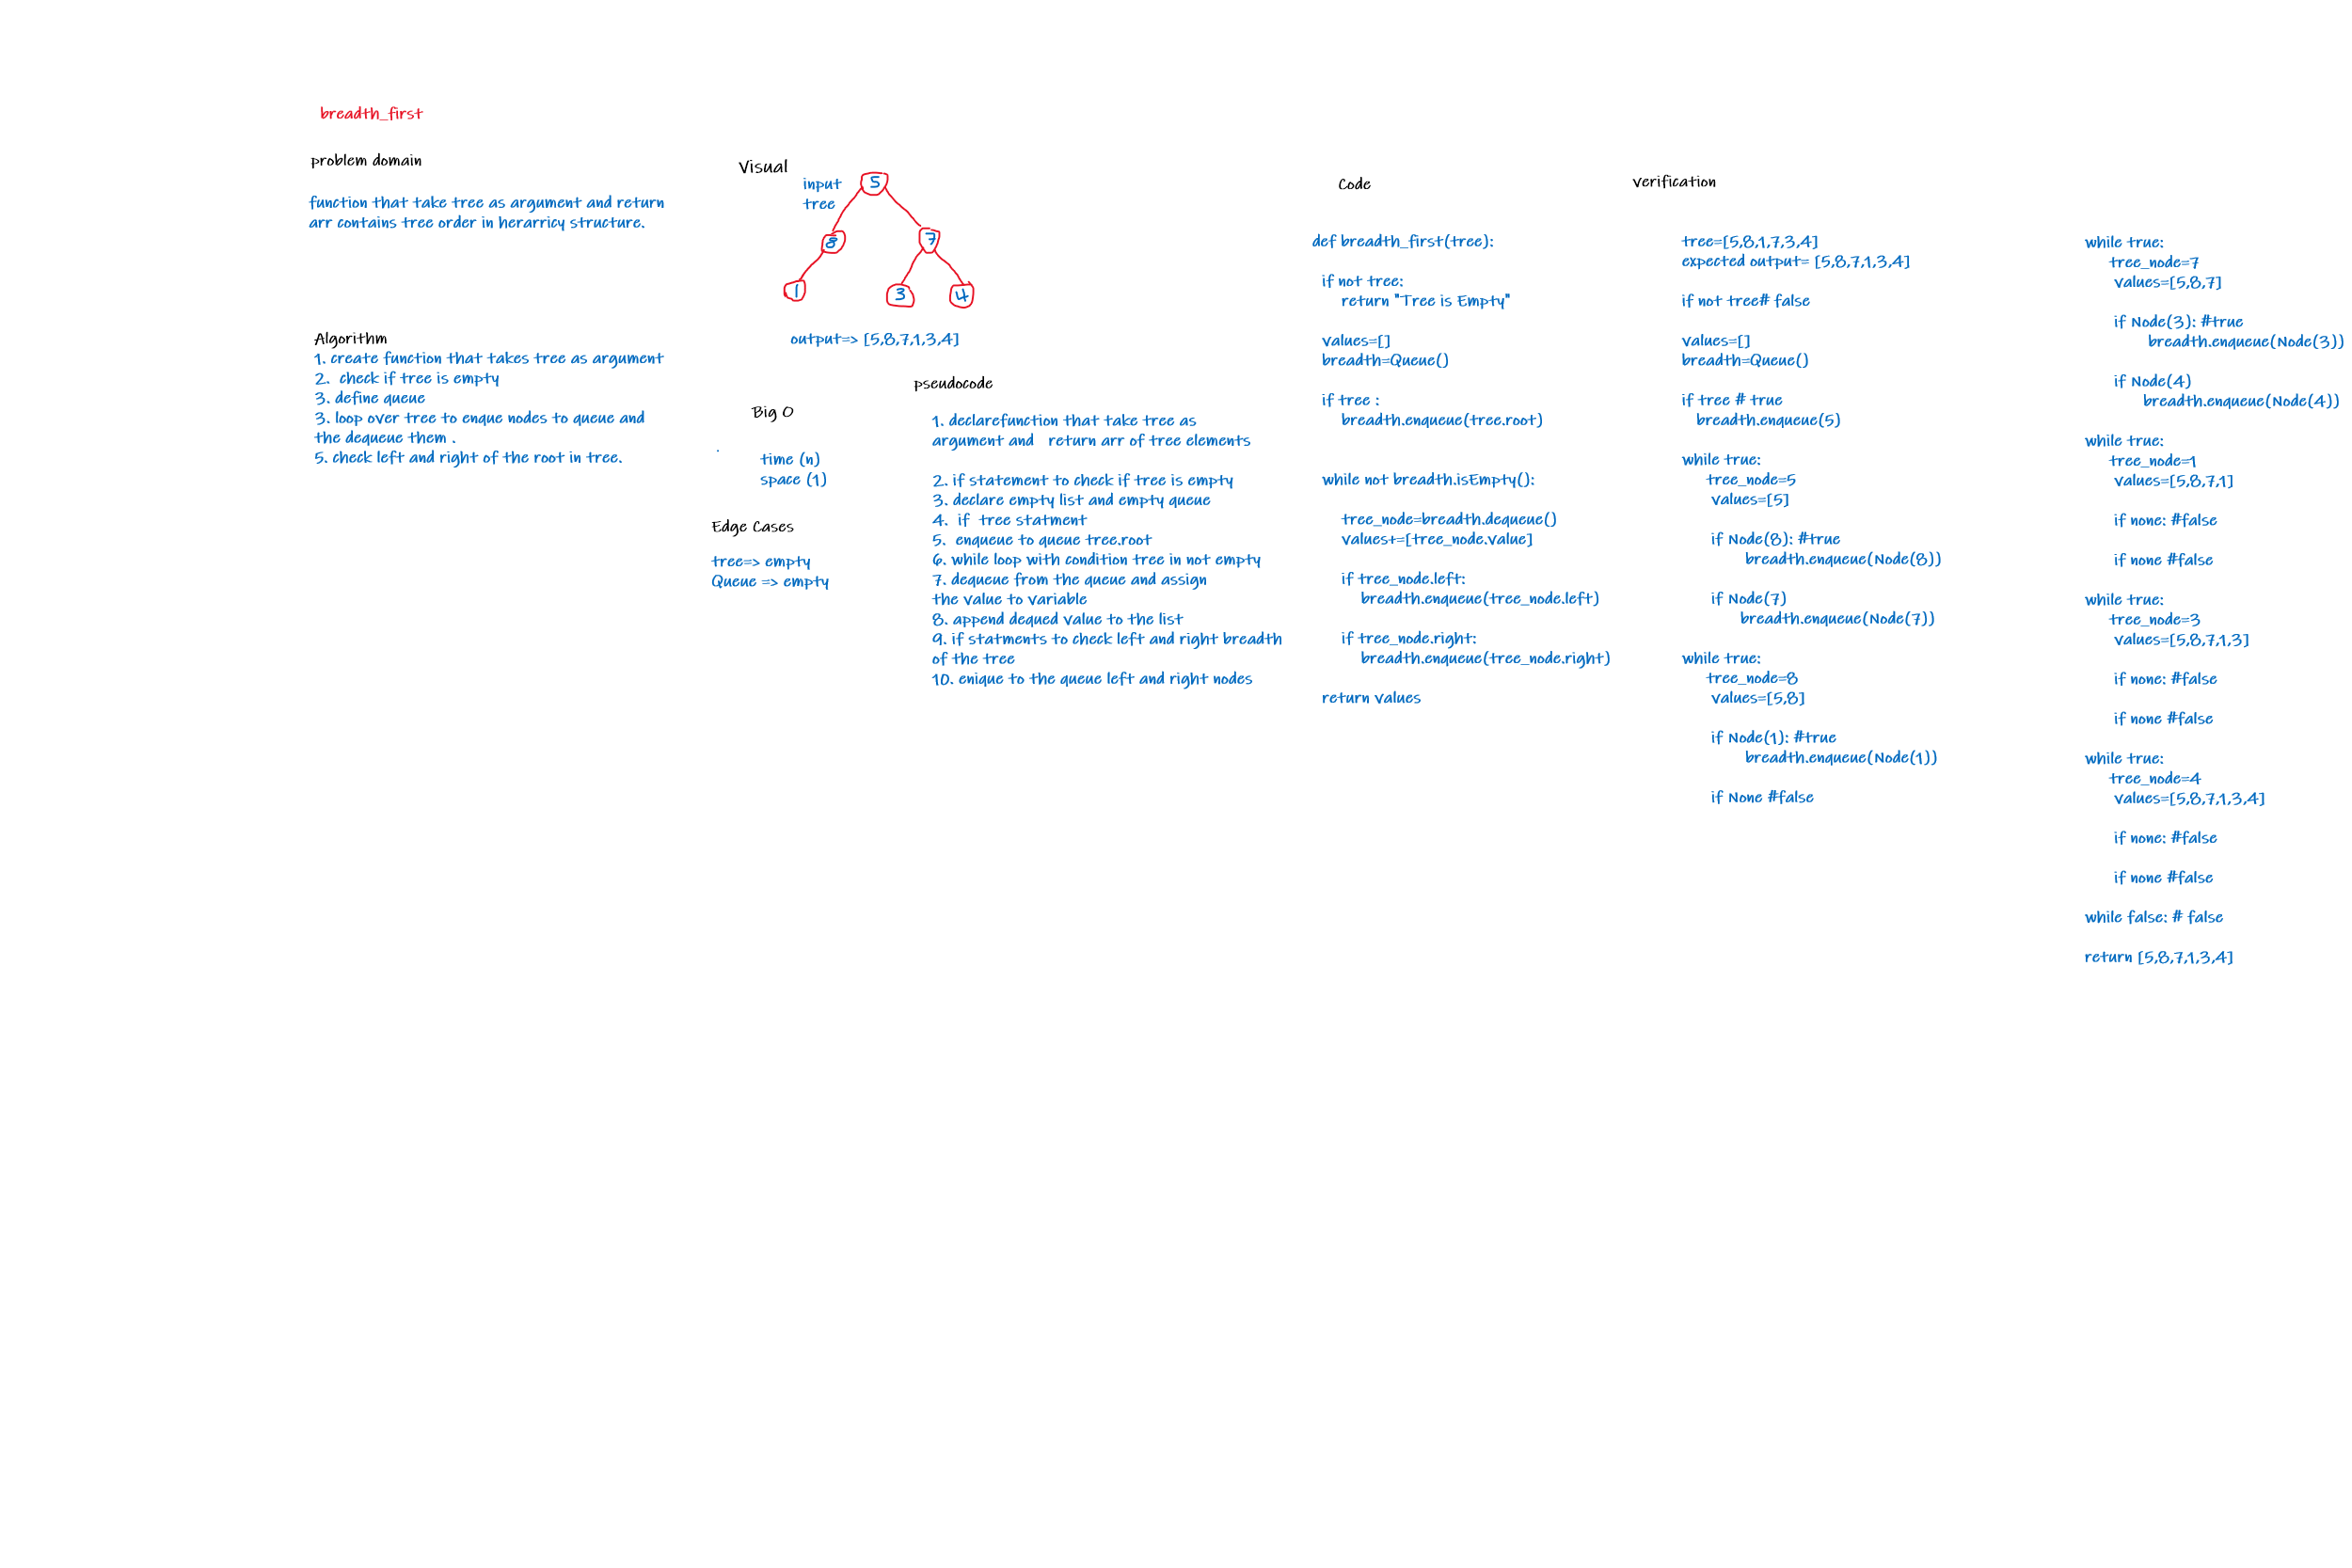 breadth_first
problem domain
function that take tree as argument and return
arr contains tree order in herarricy structure.
Algorithm
1. create function that takes tree as argument
2. check if tree is empty
3. define queue
3. loop over tree to enque nodes to queue and
the dequeue them .
5. check left and right of the root in tree.
Visual
input
tree
5
8
7
1
3
4
output=> [5,8,7,1,3,4]
Big O
time (n)
space (1)
Edge Cases
tree=> empty
Queue => empty
pseudocode
1. declarefunction that take tree as
argument and return arr of tree elements
2. if statement to check if tree is empty
3. declare empty list and empty queue
4. if tree statment
5. enqueue to queue tree.root
6. while loop with condition tree in not empty
7. dequeue from the queue and assign
the value to variable
8. append dequed value to the list
9. if statments to check left and right breadth
of the tree
10. enique to the queue left and right nodes
Code
def breadth_first(tree):
if not tree:
return "Tree is Empty"
values=[]
breadth=Queue()
if tree :
breadth.enqueue(tree.root)
while not breadth.isEmpty():
tree_node=breadth.dequeue()
values+=[tree_node.value]
if tree_node.left:
breadth.enqueue(tree_node.left)
if tree_node.right:
breadth.enqueue(tree_node.right)
return values
verification
tree=[5,8,1,7,3,4]
expected output= [5,8,7,1,3,4]
if not tree# false
values=[]
breadth=Queue()
if tree # true
breadth.enqueue(5)
while true:
tree_node=5
values=[5]
if Node(8): #true
breadth.enqueue(Node(8))
if Node(7)
breadth.enqueue(Node(7))
while true:
tree_node=8
values=[5,8]
if Node(1): #true
breadth.enqueue(Node(1))
if None #false
while true:
tree_node=7
values=[5,8,7]
if Node(3): #true
breadth.enqueue(Node(3))
if Node(4)
breadth.enqueue(Node(4))
while true:
tree_node=1
values=[5,8,7,1]
if none: #false
if none #false
while true:
tree_node=3
values=[5,8,7,1,3]
if none: #false
if none #false
while true:
tree_node=4
values=[5,8,7,1,3,4]
if none: #false
if none #false
while false: # false
return [5,8,7,1,3,4]